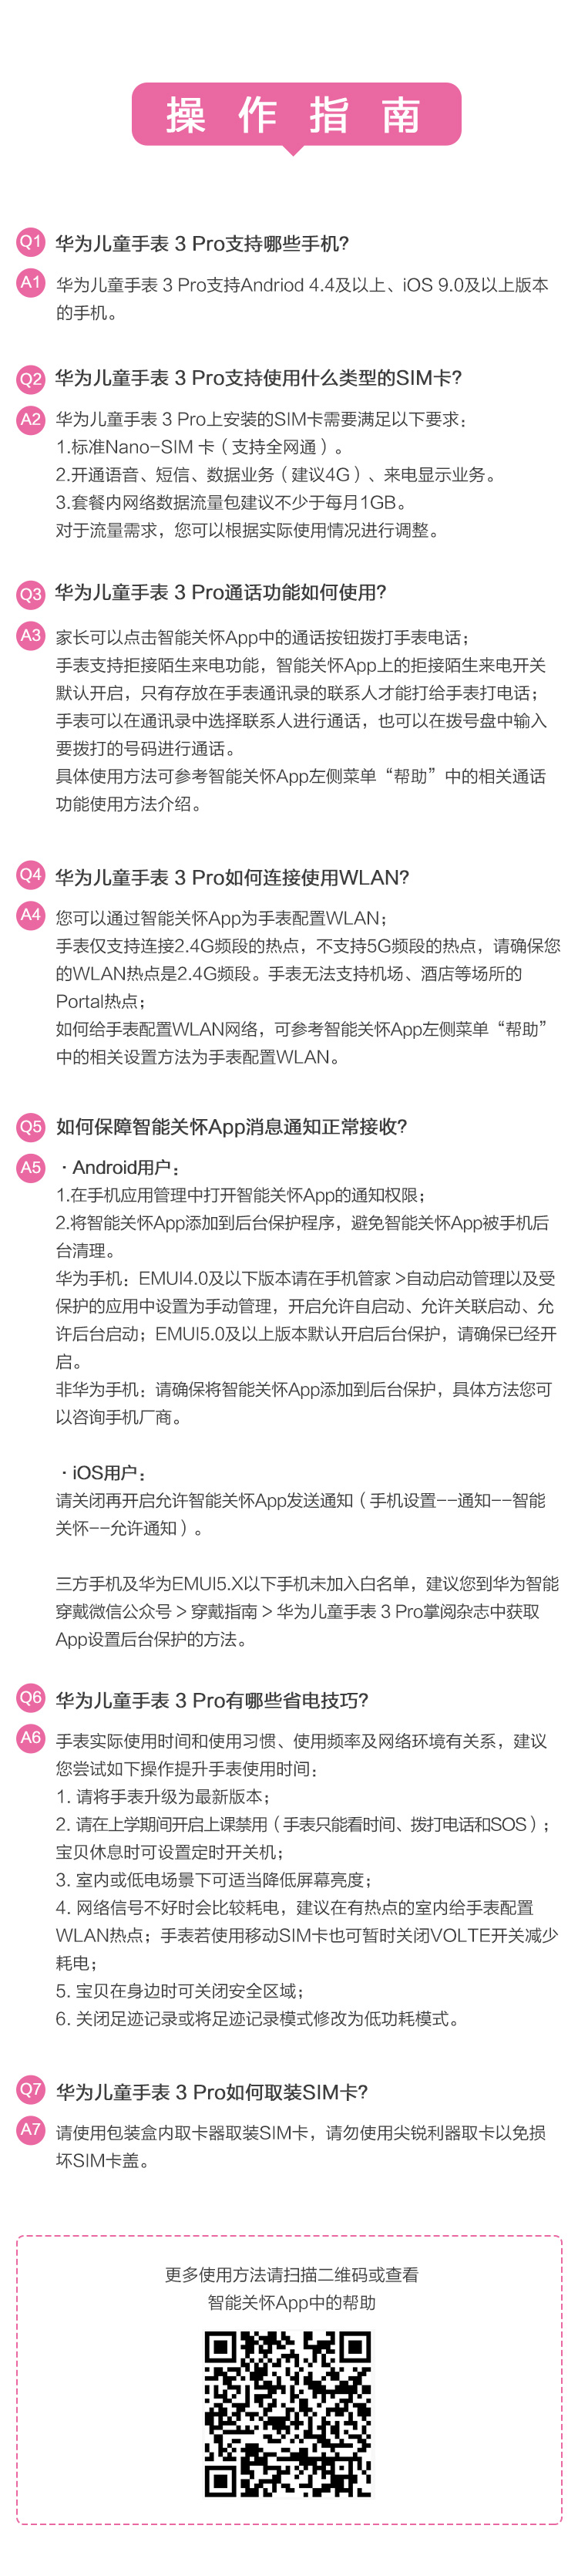 操作指南
Q1 华为儿童手表 3 Pro支持哪些手机?
A1 华为儿童手表 3 Pro支持Andriod 4.4及以上、iOS 9.0及以上版本
的手机。
Q2 华为儿童手表 3 Pro支持使用什么类型的SIM卡?
A2 华为儿童手表 3 Pro上安装的SIM卡需要满足以下要求：
1.标准Nano-SIM 卡（支持全网通）。
2.开通语音、短信、数据业务（建议4G）、来电显示业务。
3.套餐内网络数据流量包建议不少于每月1GB。
对于流量需求，您可以根据实际使用情况进行调整。
Q3 华为儿童手表 3 Pro通话功能如何使用?
A3 家长可以点击智能关怀App中的通话按钮拨打手表电话；
手表支持拒接陌生来电功能，智能关怀App上的拒接陌生来电开关
默认开启，只有存放在手表通讯录的联系人才能打给手表打电话；
手表可以在通讯录中选择联系人进行通话，也可以在拨号盘中输入
要拨打的号码进行通话。
具体使用方法可参考智能关怀App左侧菜单“帮助”中的相关通话
功能使用方法介绍。
Q4 华为儿童手表 3 Pro如何连接使用WLAN?
A4 您可以通过智能关怀App为手表配置WLAN；
手表仅支持连接2.4G频段的热点，不支持5G频段的热点，请确保您
的WLAN热点是2.4G频段。手表无法支持机场、酒店等场所的
Portal热点；
如何给手表配置WLAN网络，可参考智能关怀App左侧菜单“帮助”
中的相关设置方法为手表配置WLAN。
Q5 如何保障智能关怀App消息通知正常接收?
A5 · Android用户：
1.在手机应用管理中打开智能关怀App的通知权限；
2.将智能关怀App添加到后台保护程序，避免智能关怀App被手机后
台清理。
华为手机：EMUI4.0及以下版本请在手机管家 >自动启动管理以及受
保护的应用中设置为手动管理，开启允许自启动、允许关联启动、允
许后台启动；EMUI5.0及以上版本默认开启后台保护，请确保已经开
启。
非华为手机：请确保将智能关怀App添加到后台保护，具体方法您可
以咨询手机厂商。
· iOS用户：
请关闭再开启允许智能关怀App发送通知（手机设置--通知--智能
关怀--允许通知）。
三方手机及华为EMUI5.X以下手机未加入白名单，建议您到华为智能
穿戴微信公众号 > 穿戴指南 > 华为儿童手表 3 Pro掌阅杂志中获取
App设置后台保护的方法。
Q6 华为儿童手表 3 Pro有哪些省电技巧?
A6 手表实际使用时间和使用习惯、使用频率及网络环境有关系，建议
您尝试如下操作提升手表使用时间：
1. 请将手表升级为最新版本；
2. 请在上学期间开启上课禁用（手表只能看时间、拨打电话和SOS）；
宝贝休息时可设置定时开关机；
3. 室内或低电场景下可适当降低屏幕亮度；
4. 网络信号不好时会比较耗电，建议在有热点的室内给手表配置
WLAN热点；手表若使用移动SIM卡也可暂时关闭VOLTE开关减少
耗电；
5. 宝贝在身边时可关闭安全区域；
6. 关闭足迹记录或将足迹记录模式修改为低功耗模式。
Q7 华为儿童手表 3 Pro如何取装SIM卡?
A7 请使用包装盒内取卡器取装SIM卡，请勿使用尖锐利器取卡以免损
坏SIM卡盖。
更多使用方法请扫描二维码或查看
智能关怀App中的帮助